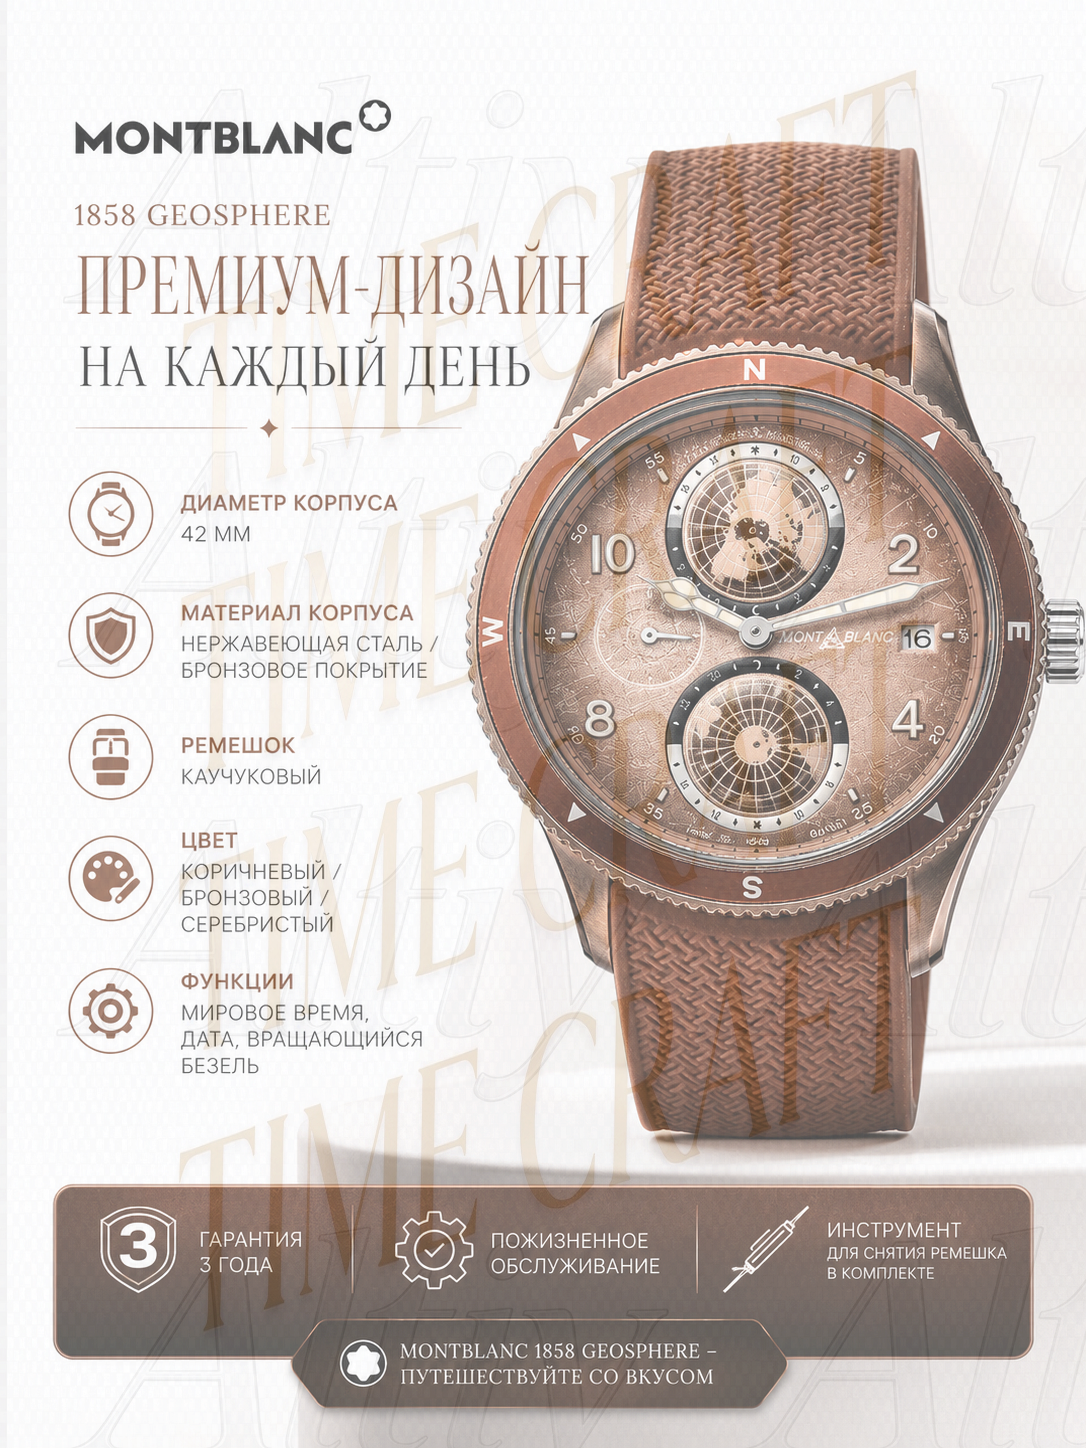 MONTBLANC
1858 GEOSPHERE
ПРЕМИУМ-ДИЗАЙН
НА КАЖДЫЙ ДЕНЬ
ДИАМЕТР КОРПУСА
42 ММ
МАТЕРИАЛ КОРПУСА
НЕРЖАВЕЮЩАЯ СТАЛЬ /
БРОНЗОВОЕ ПОКРЫТИЕ
РЕМЕШОК
КАУЧУКОВЫЙ
ЦВЕТ
КОРИЧНЕВЫЙ /
БРОНЗОВЫЙ /
СЕРЕБРИСТЫЙ
ФУНКЦИИ
МИРОВОЕ ВРЕМЯ,
ДАТА, ВРАЩАЮЩИЙСЯ
БЕЗЕЛЬ
N
55 5
50 10
10 2
W 45 MONTBLANC 16 E
8 4
20
35 25
S
TIME CRAFT
TIME CRAFT
TIME CRAFT
TIME CRAFT
3
ГАРАНТИЯ
3 ГОДА
ПОЖИЗНЕННОЕ
ОБСЛУЖИВАНИЕ
ИНСТРУМЕНТ
ДЛЯ СНЯТИЯ РЕМЕШКА
В КОМПЛЕКТЕ
MONTBLANC 1858 GEOSPHERE –
ПУТЕШЕСТВУЙТЕ СО ВКУСОМ